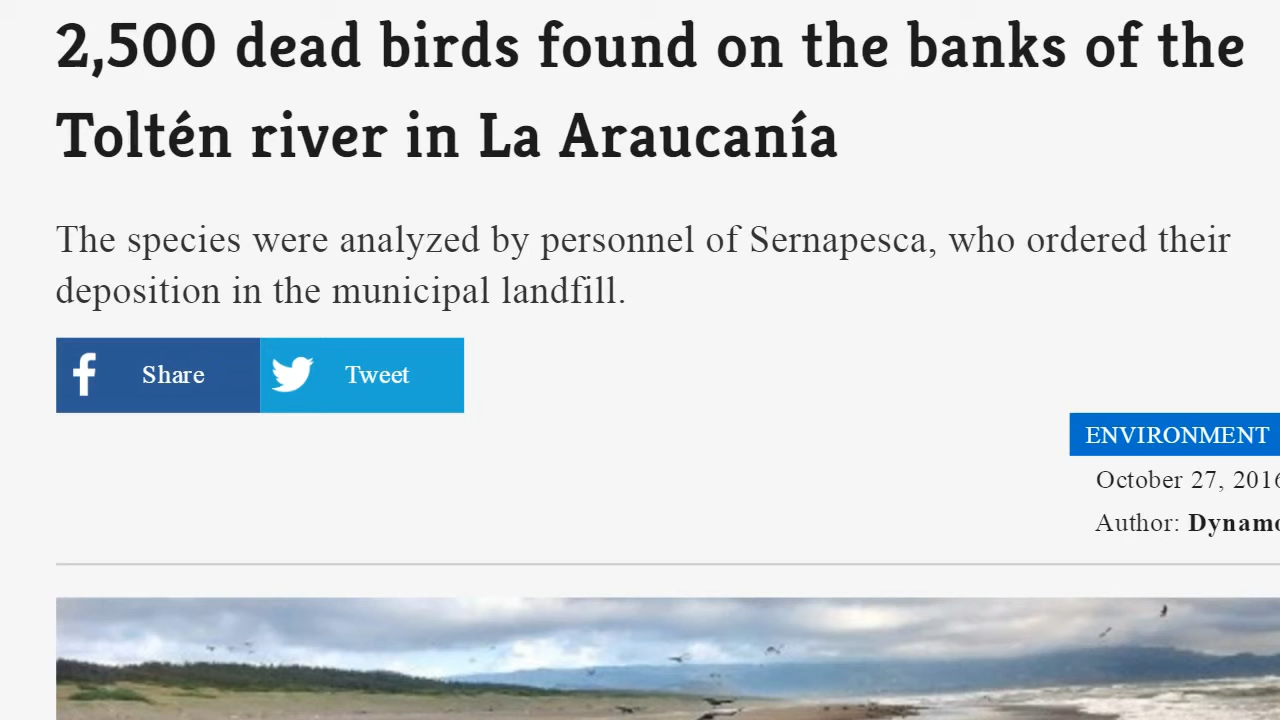 2,500 dead birds found on the banks of the
Toltén river in La Araucanía
The species were analyzed by personnel of Sernapesca, who ordered their
deposition in the municipal landfill.
Share
Tweet
ENVIRONMENT
October 27, 2016
Author: